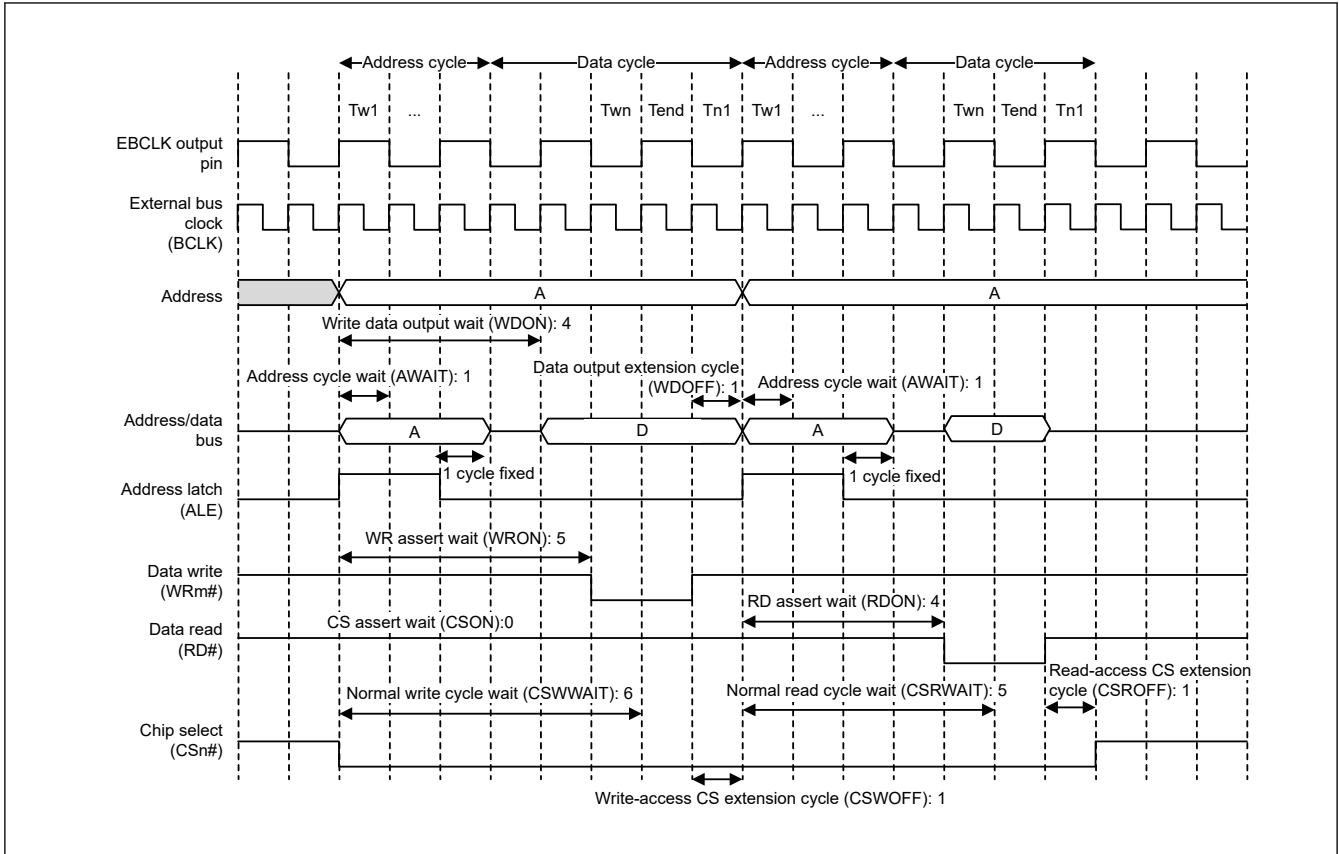 Address cycle Data cycle Address cycle Data cycle
Tw1 ... Twn Tend Tn1 Tw1 ... Twn Tend Tn1
EBCLK output
pin
External bus
clock
(BCLK)
Address A A
Write data output wait (WDON): 4
Data output extension cycle
(WDOFF): 1
Address cycle wait (AWAIT): 1
Address cycle wait (AWAIT): 1
Address/data
bus
A D A D
1 cycle fixed 1 cycle fixed
Address latch
(ALE)
WR assert wait (WRON): 5
Data write
(WRm#)
RD assert wait (RDON): 4
CS assert wait (CSON):0
Data read
(RD#)
Read-access CS extension
cycle (CSROFF): 1
Normal write cycle wait (CSWWAIT): 6
Normal read cycle wait (CSRWAIT): 5
Chip select
(CSn#)
Write-access CS extension cycle (CSWOFF): 1